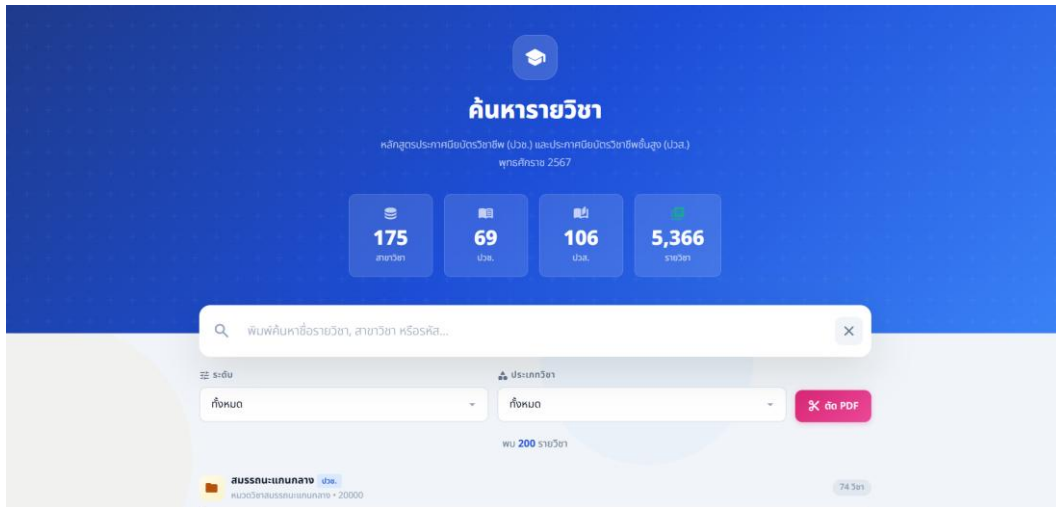 ค้นหารายวิชา
หลักสูตรประกาศนียบัตรวิชาชีพ (ปวช.) และประกาศนียบัตรวิชาชีพชั้นสูง (ปวส.)
พุทธศักราช 2567
175
สาขาวิชา
69
ปวช.
106
ปวส.
5,366
รายวิชา
พิมพ์ค้นหาชื่อรายวิชา, สาขาวิชา หรือรหัส...
ระดับ
ประเภทวิชา
ทั้งหมด
ทั้งหมด
ตัด PDF
พบ 200 รายวิชา
สมรรถนะแกนกลาง ปวช.
74 วิชา
หมวดวิชาสมรรถนะแกนกลาง • 20000